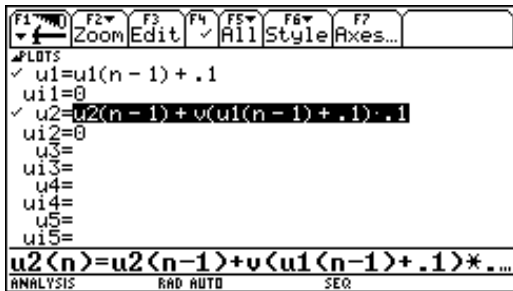 F1 F2▾ F3 F4 F5▾ F6▾ F7
Zoom Edit ✓ All Style Axes...
▲PLOTS
✓ u1=u1(n - 1) + .1
ui1=0
✓ u2=u2(n - 1) + v(u1(n - 1) + .1)·.1
ui2=0
u3=
ui3=
u4=
ui4=
u5=
ui5=
u2(n)=u2(n-1)+v(u1(n-1)+.1)*.…
ANALYSIS RAD AUTO SEQ